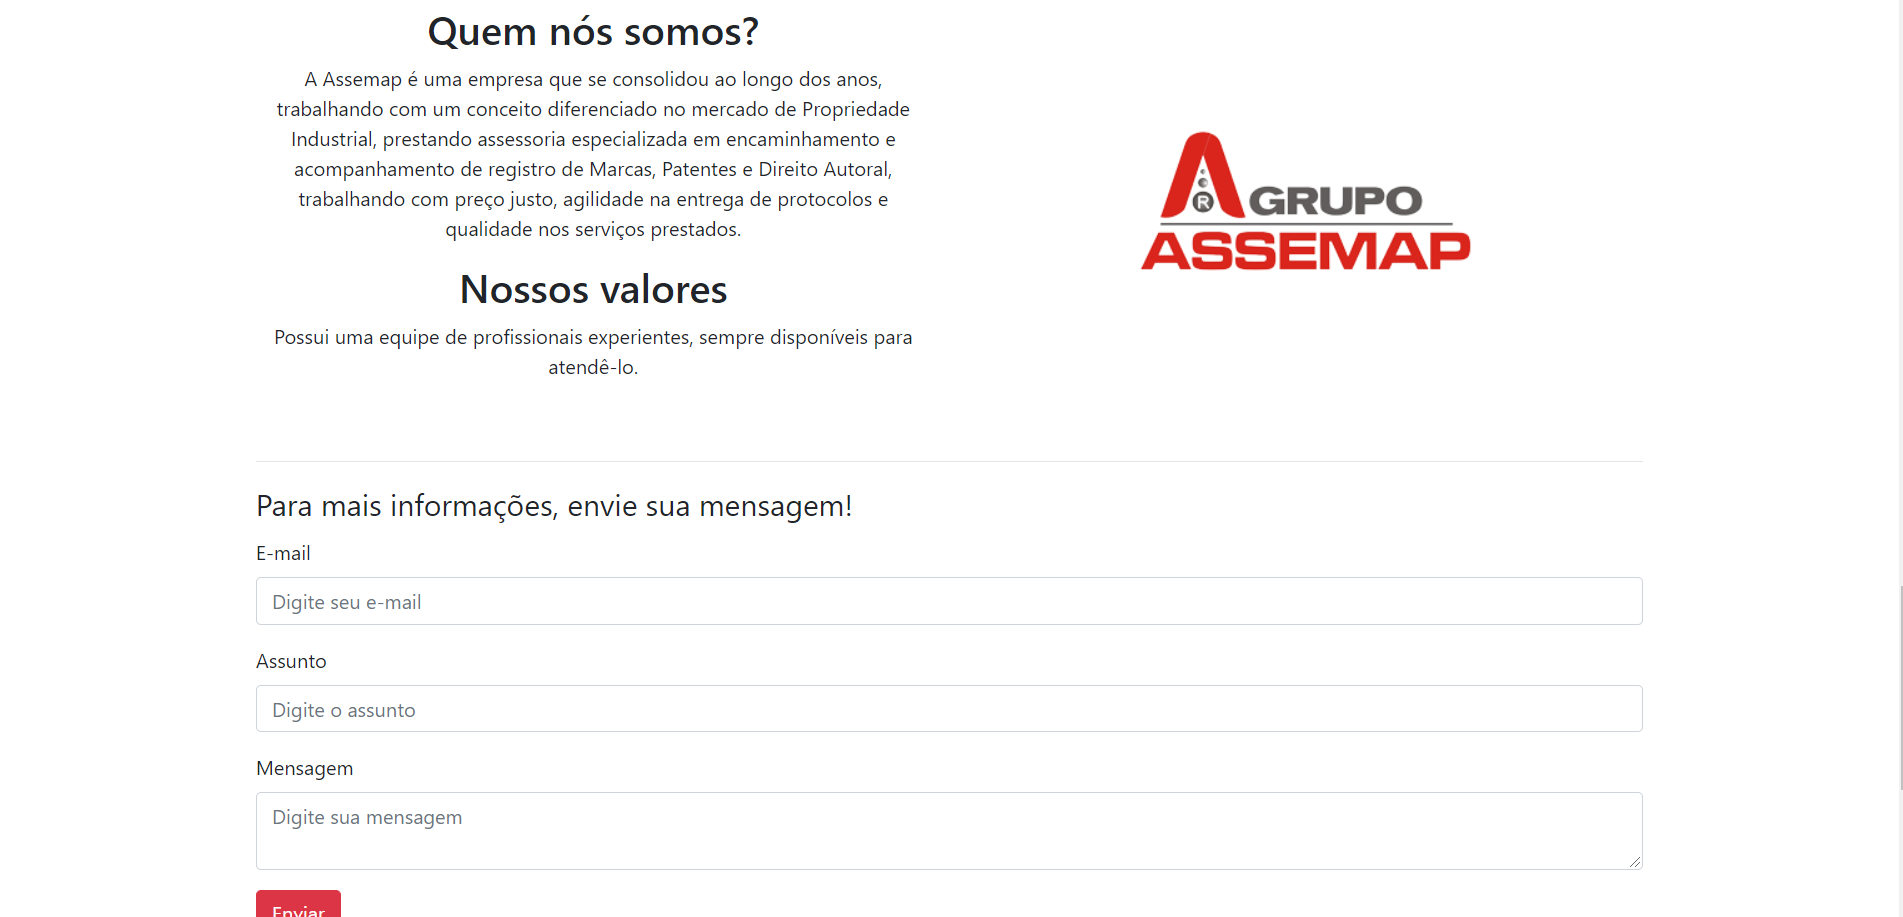 Quem nós somos?
A Assemap é uma empresa que se consolidou ao longo dos anos,
trabalhando com um conceito diferenciado no mercado de Propriedade
Industrial, prestando assessoria especializada em encaminhamento e
acompanhamento de registro de Marcas, Patentes e Direito Autoral,
trabalhando com preço justo, agilidade na entrega de protocolos e
qualidade nos serviços prestados.
Nossos valores
Possui uma equipe de profissionais experientes, sempre disponíveis para
atendê-lo.
R
GRUPO
ASSEMAP
Para mais informações, envie sua mensagem!
E-mail
Digite seu e-mail
Assunto
Digite o assunto
Mensagem
Digite sua mensagem
Enviar